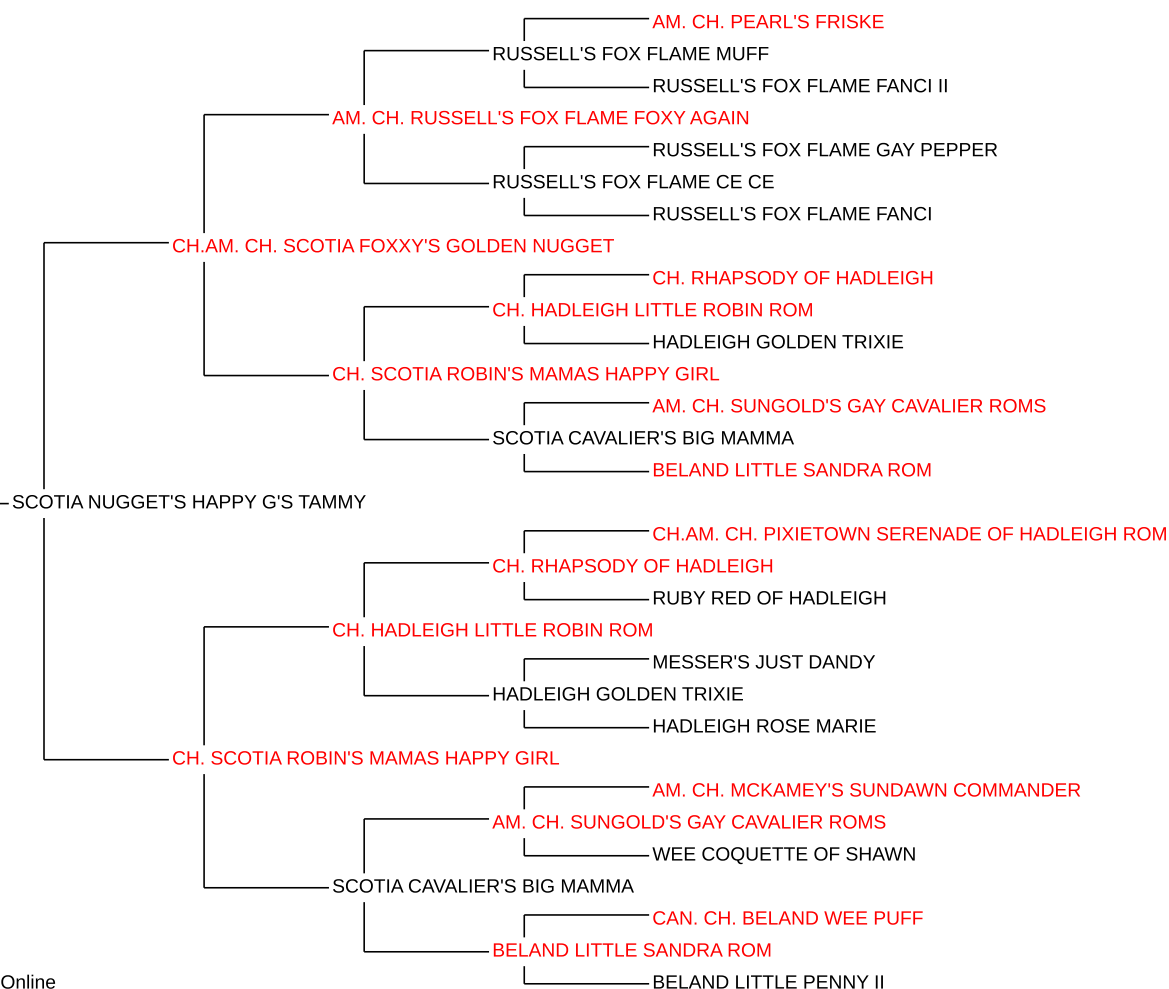 AM. CH. PEARL'S FRISKE
RUSSELL'S FOX FLAME MUFF
RUSSELL'S FOX FLAME FANCI II
AM. CH. RUSSELL'S FOX FLAME FOXY AGAIN
RUSSELL'S FOX FLAME GAY PEPPER
RUSSELL'S FOX FLAME CE CE
RUSSELL'S FOX FLAME FANCI
CH.AM. CH. SCOTIA FOXXY'S GOLDEN NUGGET
CH. RHAPSODY OF HADLEIGH
CH. HADLEIGH LITTLE ROBIN ROM
HADLEIGH GOLDEN TRIXIE
CH. SCOTIA ROBIN'S MAMAS HAPPY GIRL
AM. CH. SUNGOLD'S GAY CAVALIER ROMS
SCOTIA CAVALIER'S BIG MAMMA
BELAND LITTLE SANDRA ROM
SCOTIA NUGGET'S HAPPY G'S TAMMY
CH.AM. CH. PIXIETOWN SERENADE OF HADLEIGH ROM
CH. RHAPSODY OF HADLEIGH
RUBY RED OF HADLEIGH
CH. HADLEIGH LITTLE ROBIN ROM
MESSER'S JUST DANDY
HADLEIGH GOLDEN TRIXIE
HADLEIGH ROSE MARIE
CH. SCOTIA ROBIN'S MAMAS HAPPY GIRL
AM. CH. MCKAMEY'S SUNDAWN COMMANDER
AM. CH. SUNGOLD'S GAY CAVALIER ROMS
WEE COQUETTE OF SHAWN
SCOTIA CAVALIER'S BIG MAMMA
CAN. CH. BELAND WEE PUFF
BELAND LITTLE SANDRA ROM
BELAND LITTLE PENNY II
Online